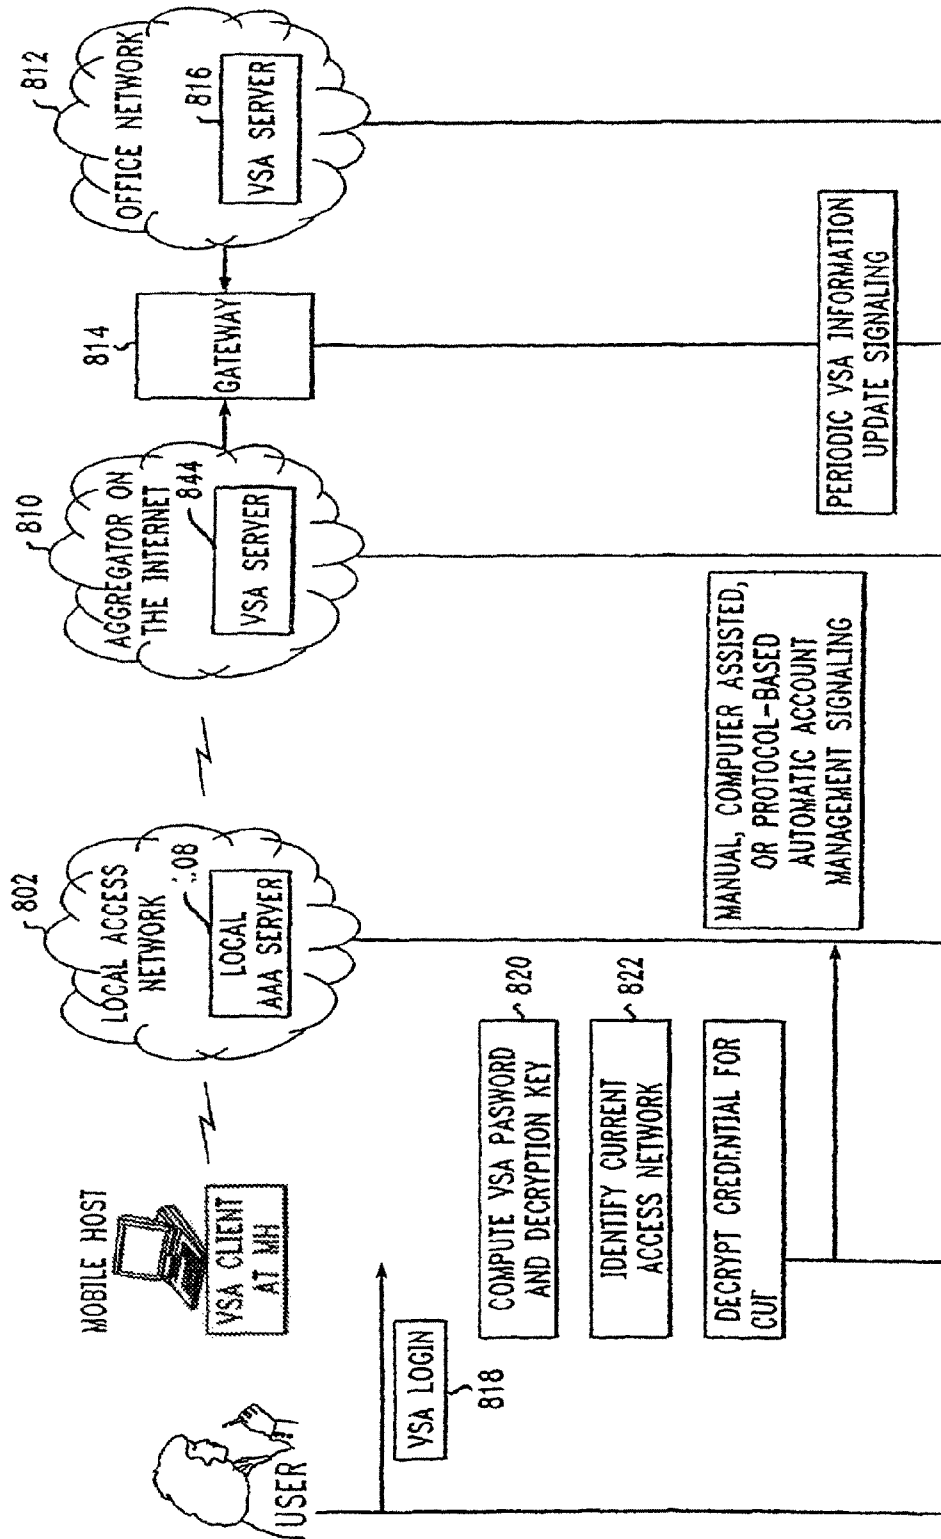 USER
MOBILE HOST
VSA CLIENT
AT MH
802
LOCAL ACCESS
NETWORK
LOCAL
AAA SERVER
810
AGGREGATOR ON
THE INTERNET
844
VSA SERVER
814
GATEWAY
812
OFFICE NETWORK
816
VSA SERVER
VSA LOGIN
818
COMPUTE VSA PASWORD
AND DECRYPTION KEY
820
IDENTIFY CURRENT
ACCESS NETWORK
822
DECRYPT CREDENTIAL FOR
MANUAL, COMPUTER ASSISTED,
OR PROTOCOL-BASED
AUTOMATIC ACCOUNT
MANAGEMENT SIGNALING
PERIODIC VSA INFORMATION
UPDATE SIGNALING